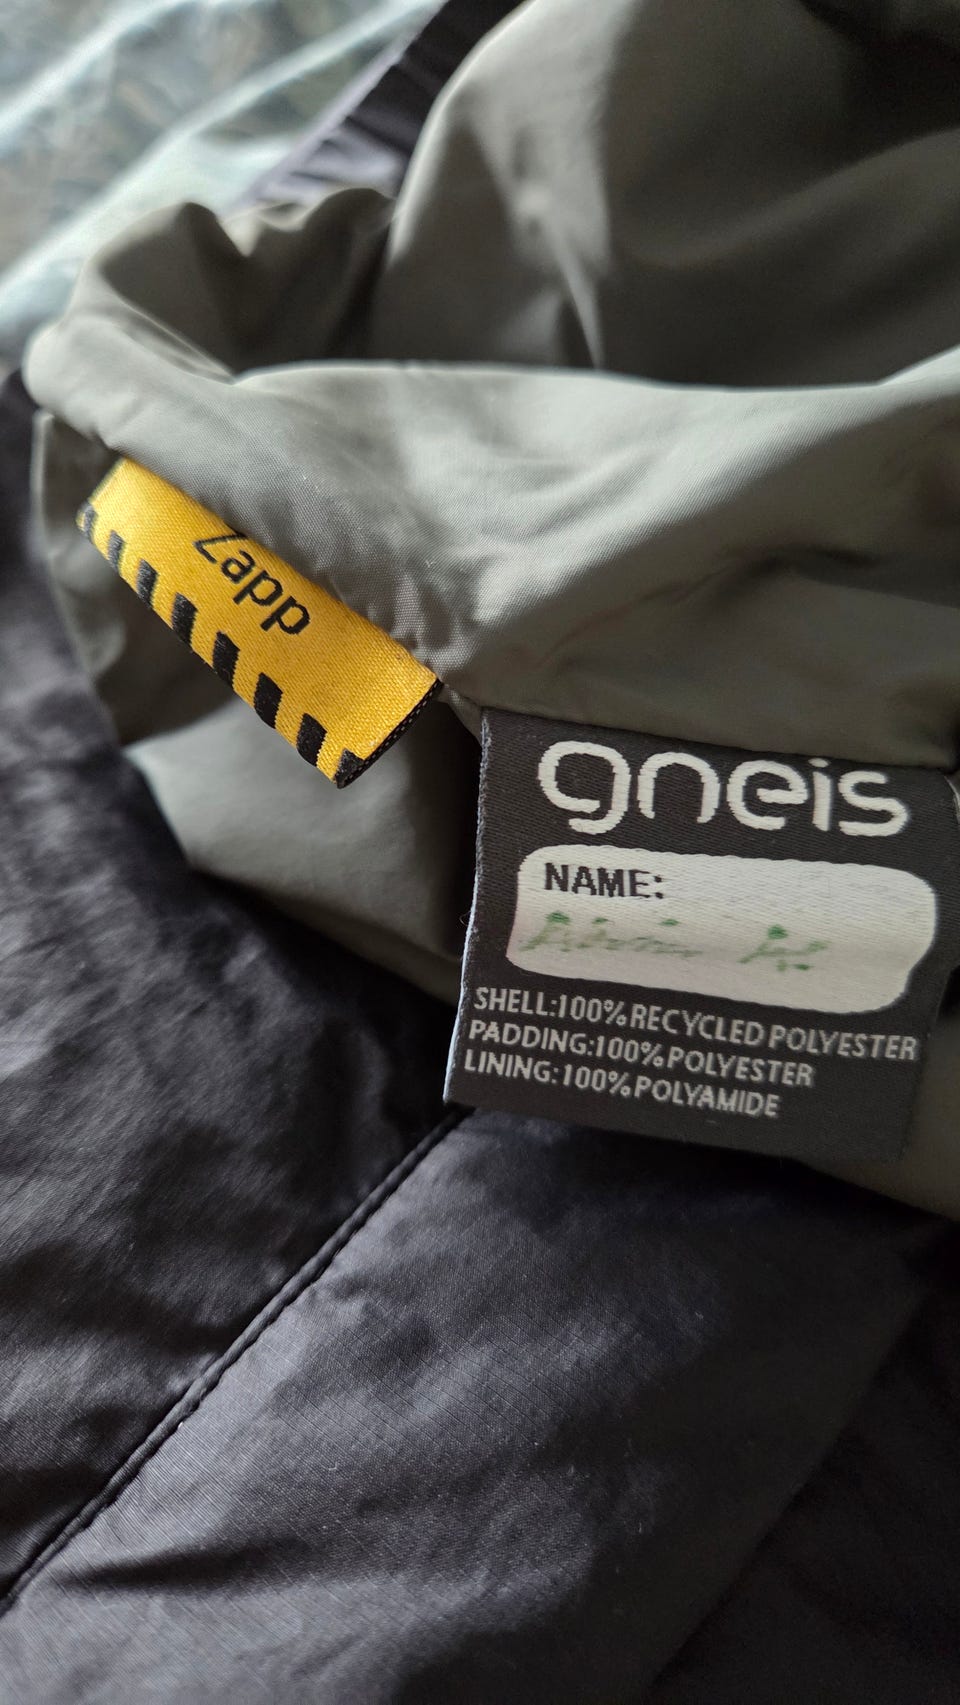 Zapp
gneis
NAME:
SHELL:100% RECYCLED POLYESTER
PADDING:100% POLYESTER
LINING:100% POLYAMIDE